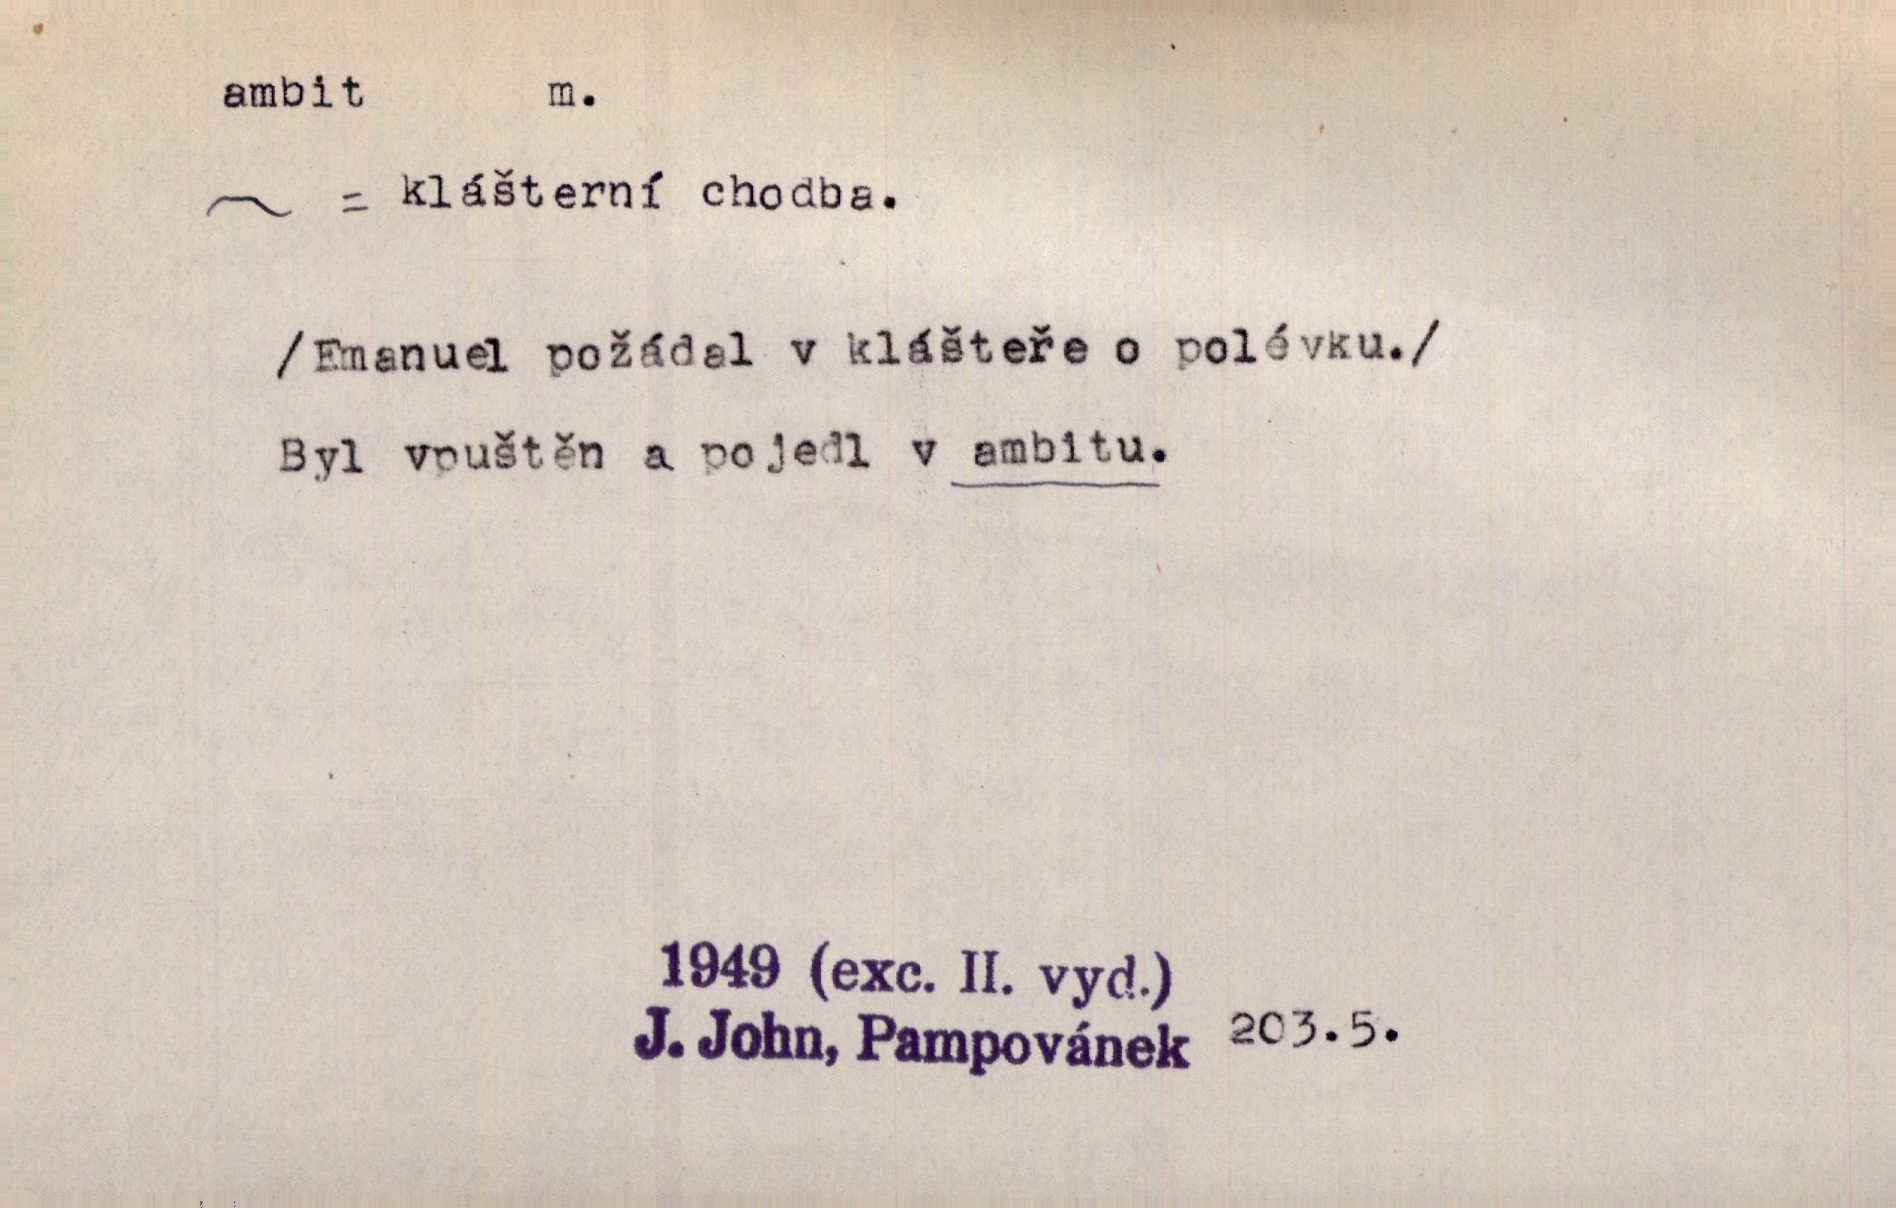 ambit m.
~ = klášterní chodba.
/Emanuel požádal v klášteře o polévku./
Byl vpuštěn a pojedl v ambitu.
1949 (exc. II. vyd.)
J. John, Pampovánek 203.5.